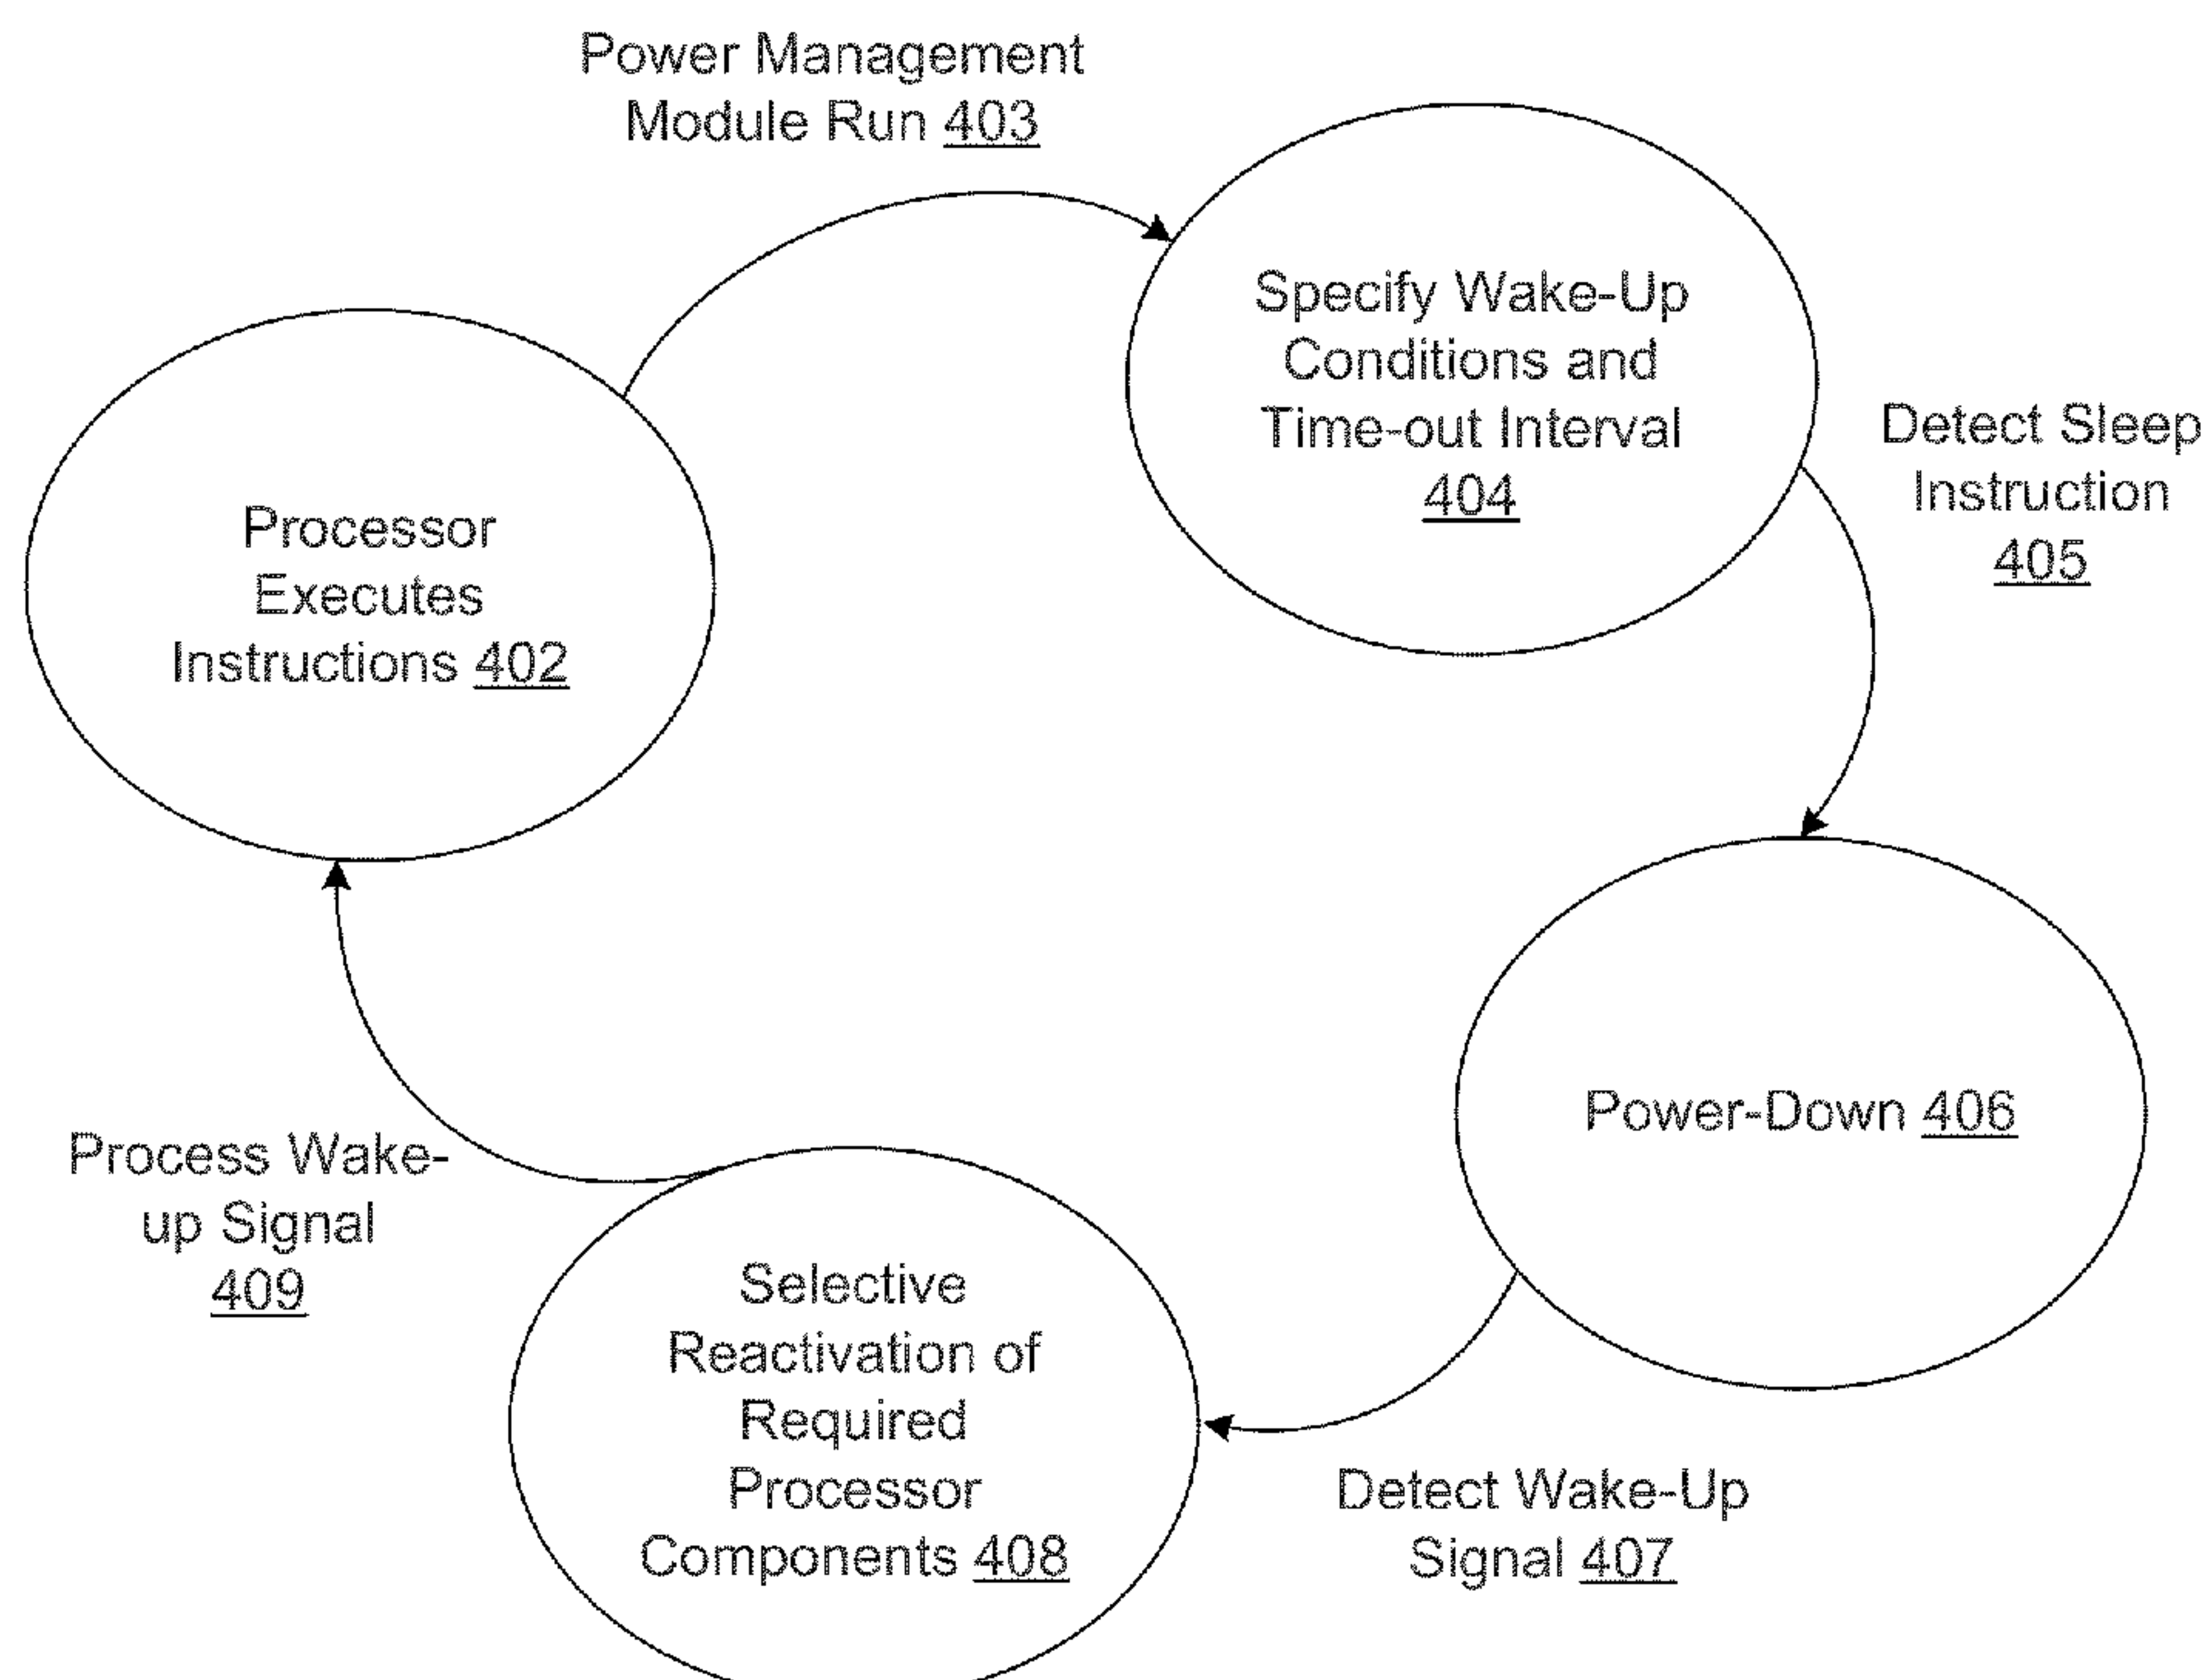 Power Management
Module Run 403
Specify Wake-Up
Conditions and
Time-out Interval
404
Detect Sleep
Instruction
405
Processor
Executes
Instructions 402
Power-Down 406
Process Wake-
up Signal
409
Selective
Reactivation of
Required
Processor
Components 408
Detect Wake-Up
Signal 407